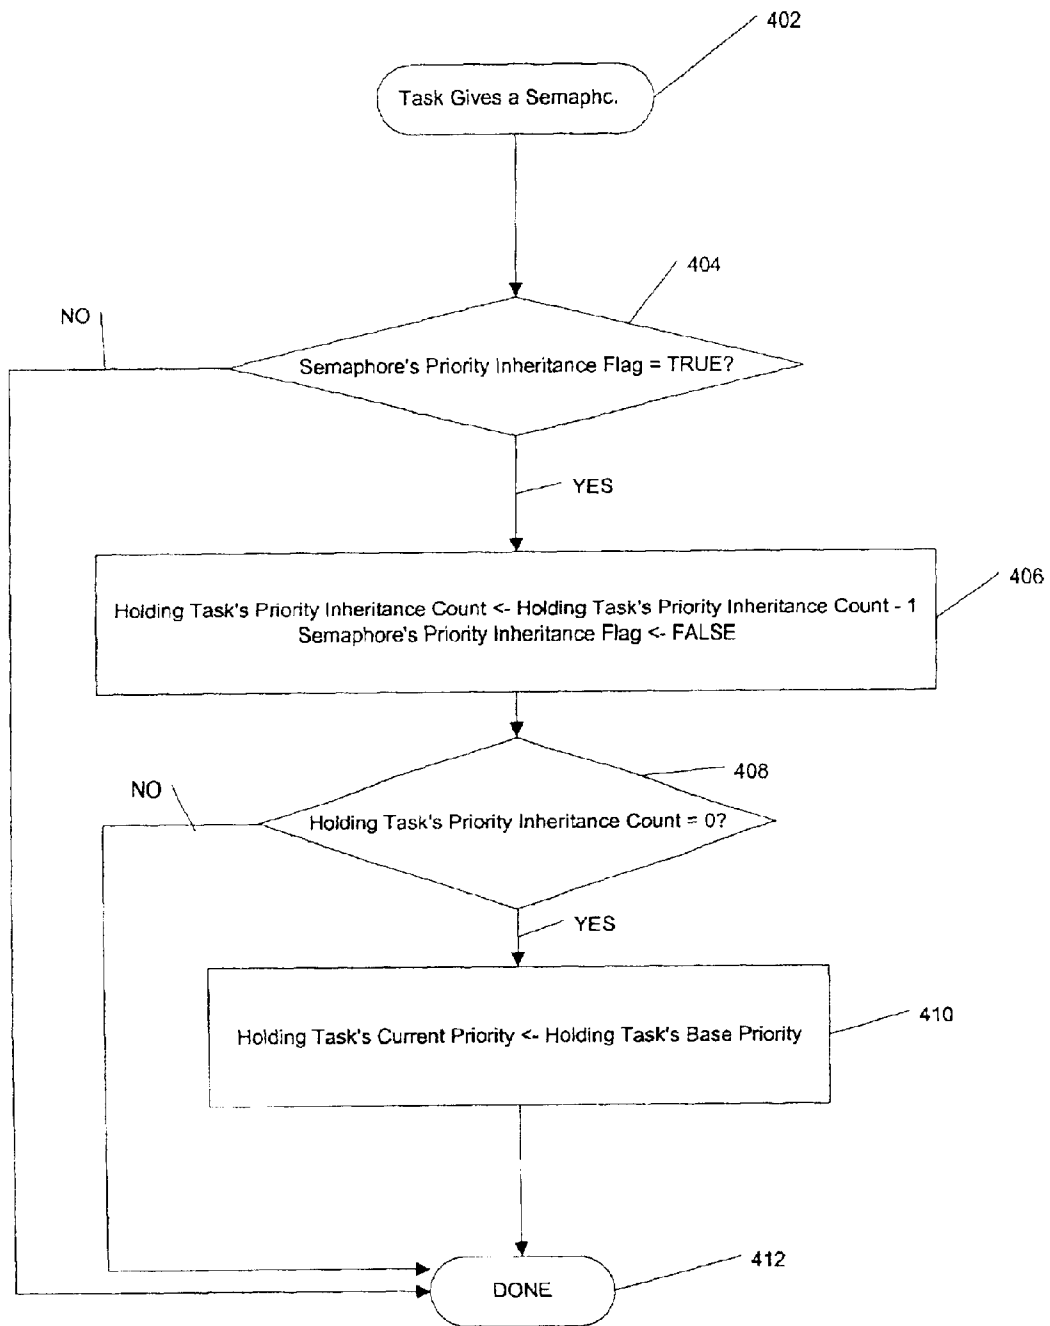 402
Task Gives a Semaphc.
404
NO
Semaphore's Priority Inheritance Flag = TRUE?
YES
406
Holding Task's Priority Inheritance Count <- Holding Task's Priority Inheritance Count - 1
Semaphore's Priority Inheritance Flag <- FALSE
408
NO
Holding Task's Priority Inheritance Count = 0?
YES
410
Holding Task's Current Priority <- Holding Task's Base Priority
412
DONE